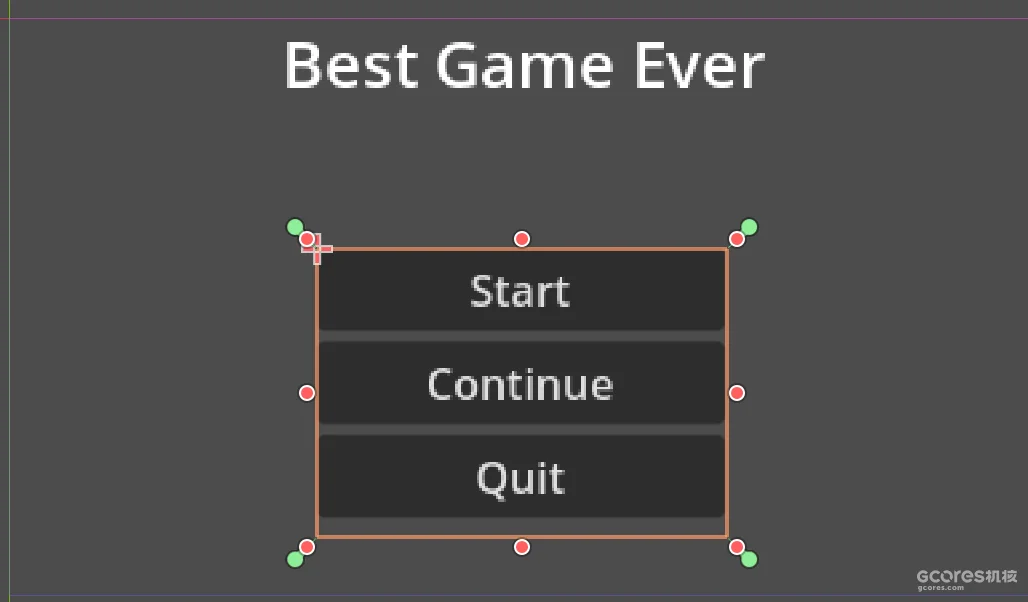 Best Game Ever
Start
Continue
Quit
GCORES机核
gcores.com